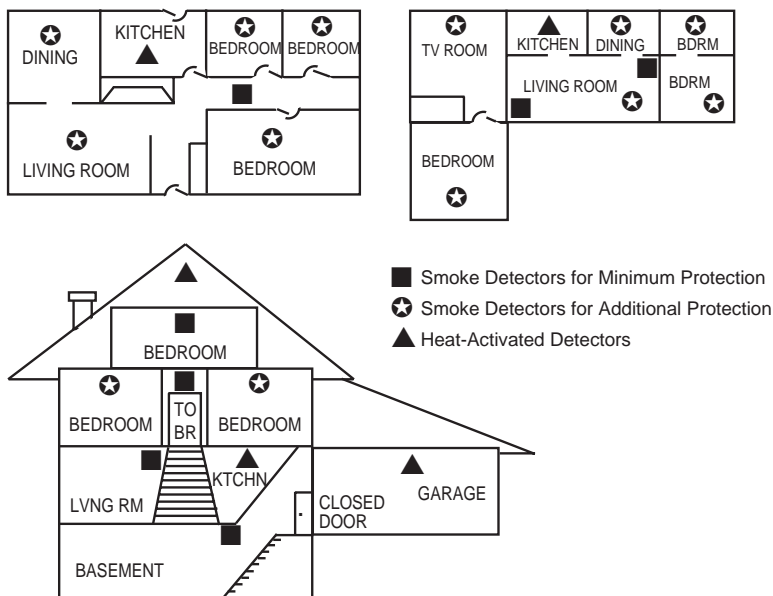 DINING
KITCHEN
BEDROOM
BEDROOM
LIVING ROOM
BEDROOM
TV ROOM
KITCHEN
DINING
BDRM
LIVING ROOM
BDRM
BEDROOM
Smoke Detectors for Minimum Protection
Smoke Detectors for Additional Protection
Heat-Activated Detectors
BEDROOM
BEDROOM
TO
BR
BEDROOM
LVNG RM
KTCHN
CLOSED
DOOR
GARAGE
BASEMENT